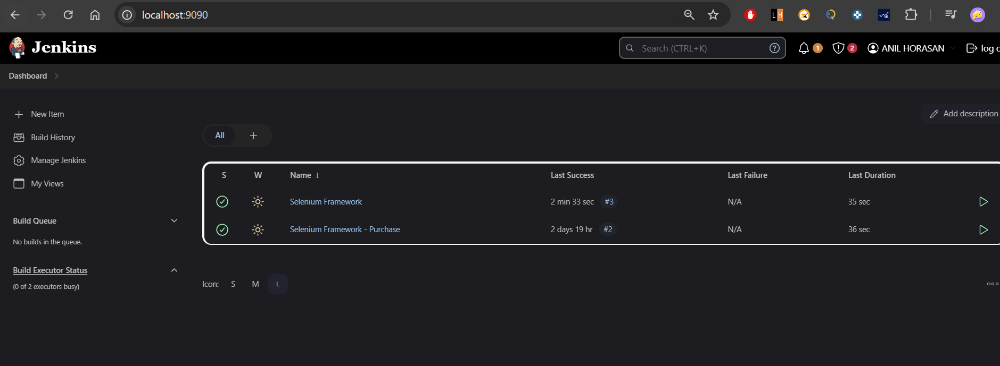 localhost:9090
LH
Jenkins
Search (CTRL+K)
1
2
ANIL HORASAN
log o
Dashboard
New Item
Build History
Manage Jenkins
My Views
Build Queue
No builds in the queue.
Build Executor Status
(0 of 2 executors busy)
Add description
All
S W Name ↓ Last Success Last Failure Last Duration
Selenium Framework 2 min 33 sec #3 N/A 35 sec
Selenium Framework - Purchase 2 days 19 hr #2 N/A 36 sec
Icon: S M L